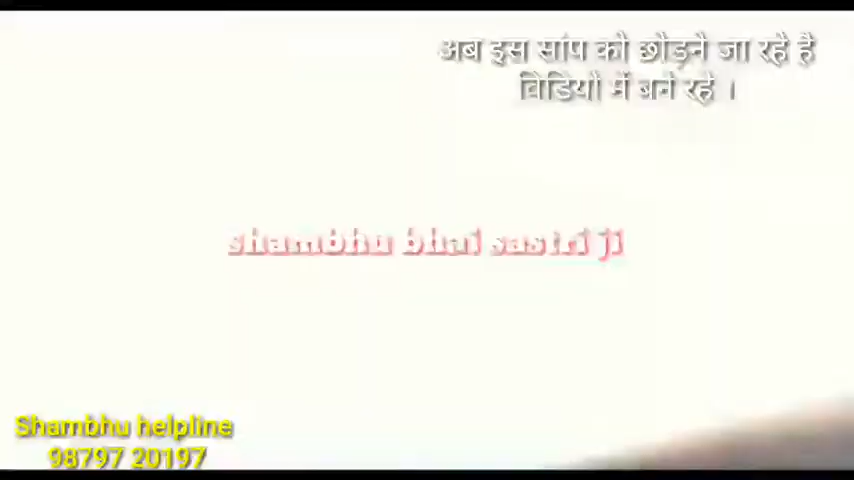 अब इस सांप को छोड़ने जा रहे है
विडियो में बने रहे ।
shambhu bhai sastri ji
Shambhu helpline
98797 20197